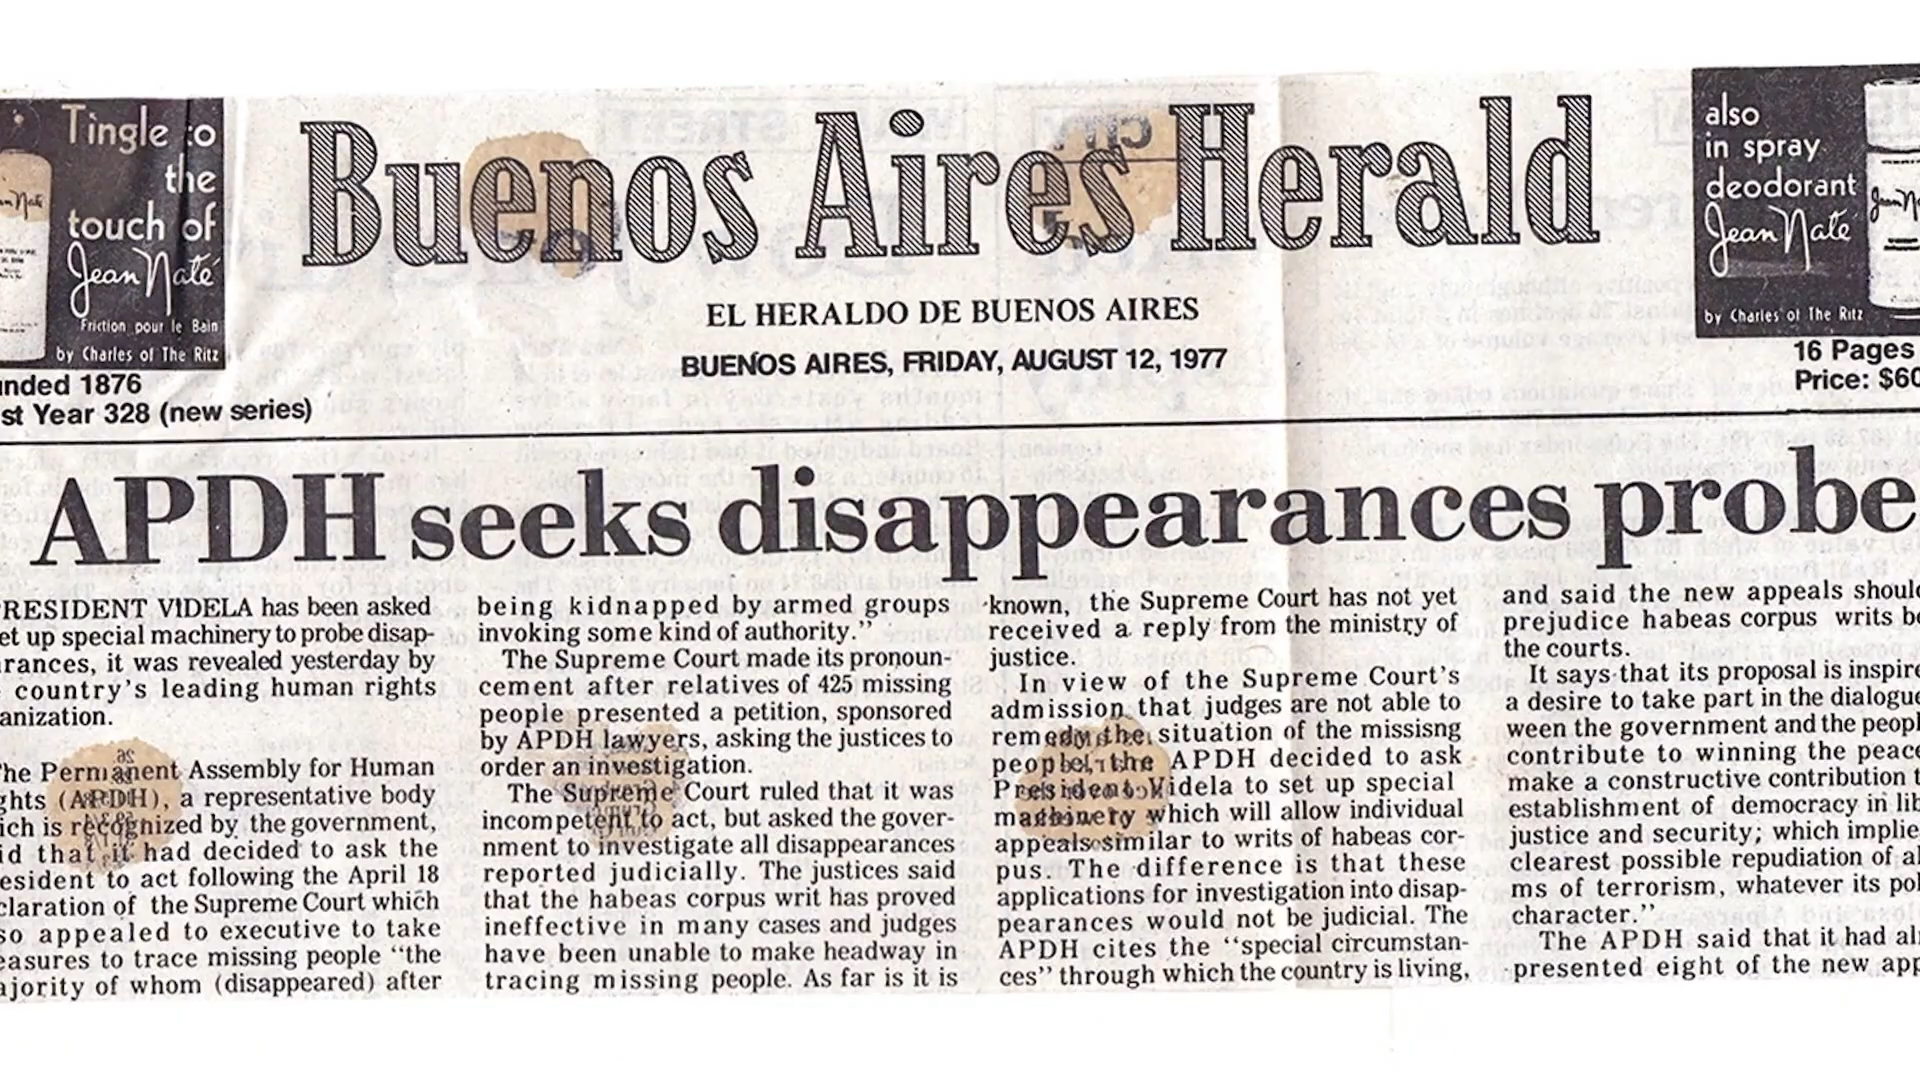 Tingle to
the
touch of
Jean Naté
Friction pour le Bain
by Charles of The Ritz
Buenos Aires Herald
also
in spray
deodorant
Jean Naté
by Charles of The Ritz
EL HERALDO DE BUENOS AIRES
BUENOS AIRES, FRIDAY, AUGUST 12, 1977
nded 1876
st Year 328 (new series)
16 Pages
Price: $60
APDH seeks disappearances probe
RESIDENT VIDELA has been asked
et up special machinery to probe disap-
rances, it was revealed yesterday by
country's leading human rights
anization.
he Permanent Assembly for Human
ghts (APDH), a representative body
ich is recognized by the government,
id that it had decided to ask the
esident to act following the April 18
claration of the Supreme Court which
so appealed to executive to take
easures to trace missing people “the
ajority of whom (disappeared) after
being kidnapped by armed groups
invoking some kind of authority.”
The Supreme Court made its pronoun-
cement after relatives of 425 missing
people presented a petition, sponsored
by APDH lawyers, asking the justices to
order an investigation.
The Supreme Court ruled that it was
incompetent to act, but asked the gover-
nment to investigate all disappearances
reported judicially. The justices said
that the habeas corpus writ has proved
ineffective in many cases and judges
have been unable to make headway in
tracing missing people. As far is it is
known, the Supreme Court has not yet
received a reply from the ministry of
justice.
In view of the Supreme Court's
admission that judges are not able to
remedy the situation of the missisng
people, the APDH decided to ask
President Videla to set up special
machinery which will allow individual
appeals similar to writs of habeas cor-
pus. The difference is that these
applications for investigation into disap-
pearances would not be judicial. The
APDH cites the “special circumstan-
ces” through which the country is living,
and said the new appeals shoul
prejudice habeas corpus writs be
the courts.
It says that its proposal is inspire
a desire to take part in the dialogue
ween the government and the peopl
contribute to winning the peace
make a constructive contribution t
establishment of democracy in lib
justice and security; which implie
clearest possible repudiation of al
ms of terrorism, whatever its pol
character.”
The APDH said that it had al
presented eight of the new app